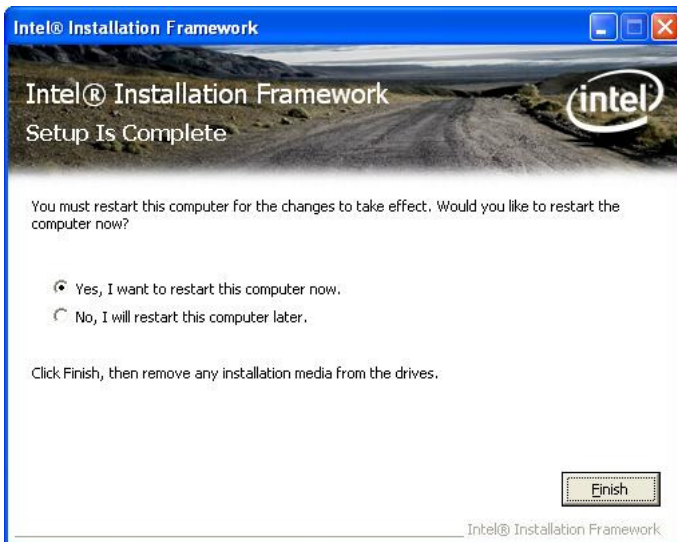 Intel® Installation Framework
Intel® Installation Framework
intel
Setup Is Complete
You must restart this computer for the changes to take effect. Would you like to restart the
computer now?
Yes, I want to restart this computer now.
No, I will restart this computer later.
Click Finish, then remove any installation media from the drives.
Finish
Intel® Installation Framework